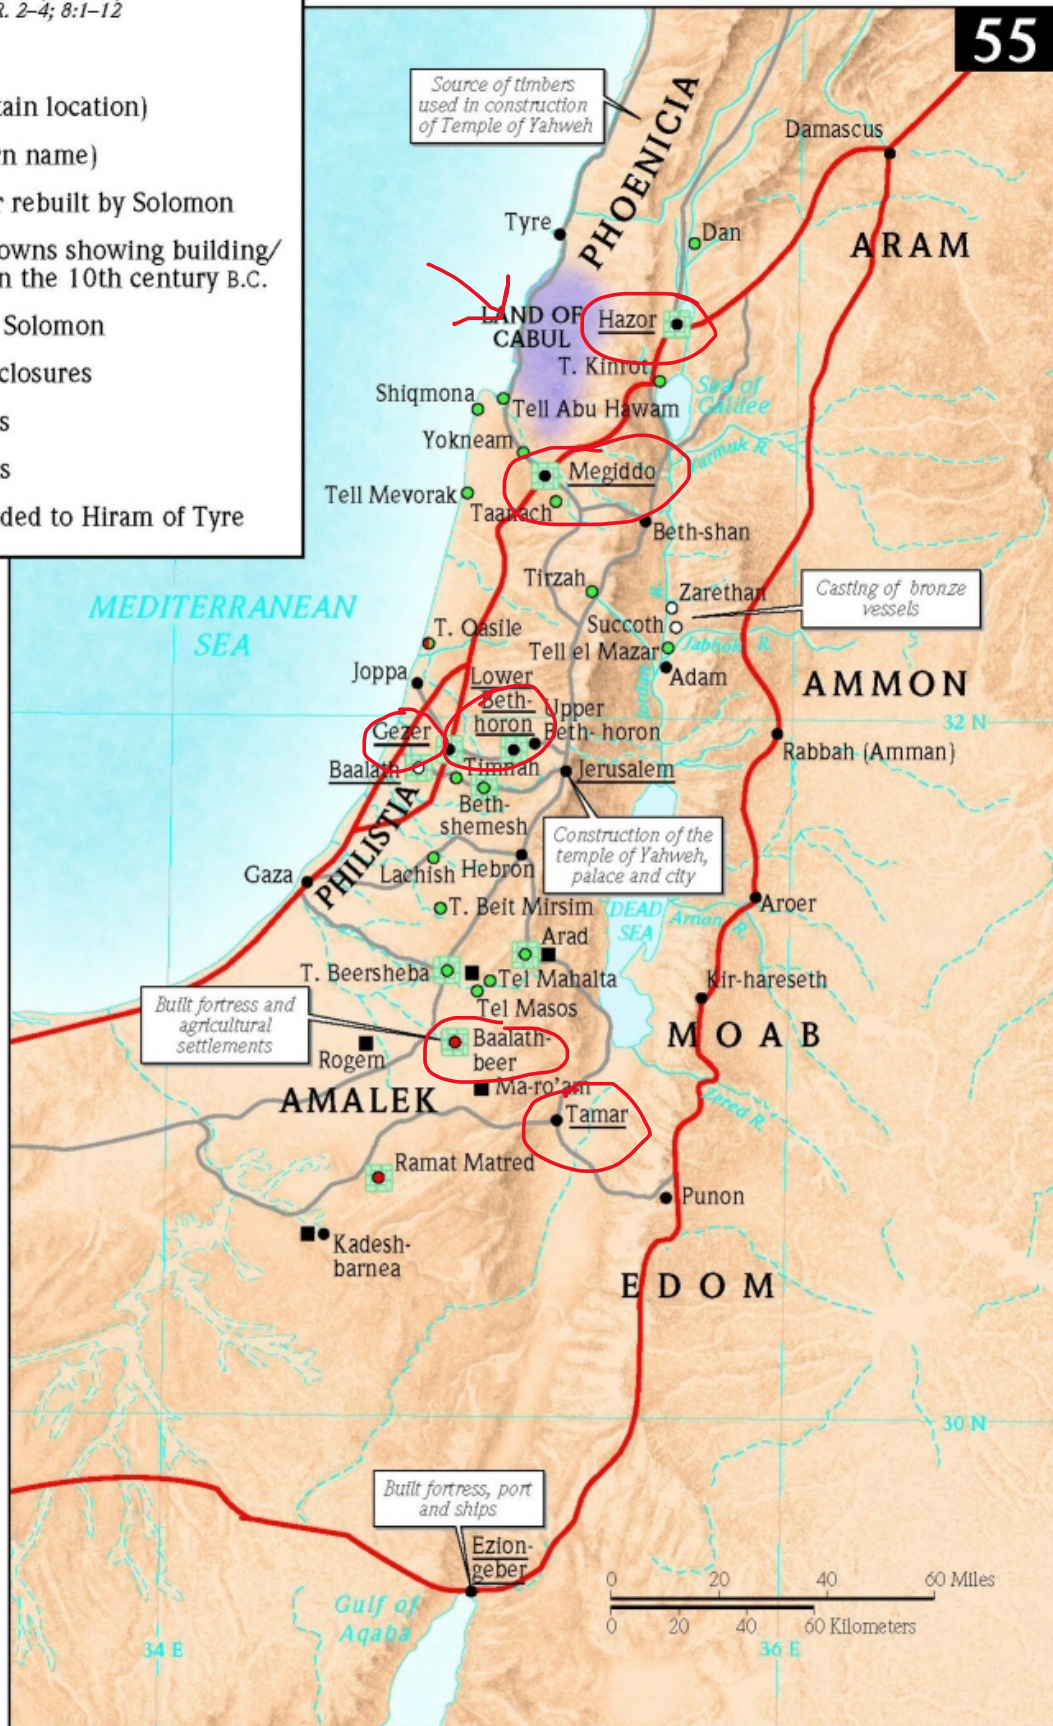 R. 2–4; 8:1–12
tain location)
rn name)
r rebuilt by Solomon
owns showing building/
n the 10th century B.C.
Solomon
closures
s
s
ded to Hiram of Tyre
55
Source of timbers
used in construction
of Temple of Yahweh
PHOENICIA
Damascus
Tyre
Dan
ARAM
LAND OF
CABUL
Hazor
T. Kinrot
Sea of
Galilee
Shiqmona
Tell Abu Hawam
Yokneam
Yarmuk R.
Megiddo
Tell Mevorak
Taanach
Beth-shan
Tirzah
Zarethan
Casting of bronze
vessels
MEDITERRANEAN
SEA
T. Qasile
Succoth
Jabbok R.
Tell el Mazar
Joppa
Lower
Beth-
horon
Adam
Jordan
R.
AMMON
Upper
Beth- horon
32 N
Gezer
Rabbah (Amman)
Baalath
Timnah
Jerusalem
Beth-
shemesh
PHILISTIA
Construction of the
temple of Yahweh,
palace and city
Gaza
Lachish
Hebron
T. Beit Mirsim
DEAD
SEA
Arnon R.
Aroer
Arad
T. Beersheba
Tel Mahalta
Kir-hareseth
Tel Masos
Built fortress and
agricultural
settlements
MOAB
Rogem
Baalath-
beer
AMALEK
Ma-ro'am
Tamar
Zered R.
Ramat Matred
Punon
Kadesh-
barnea
EDOM
30 N
Built fortress, port
and ships
Ezion-
geber
0 20 40 60 Miles
0 20 40 60 Kilometers
Gulf of
Aqaba
34 E
36 E